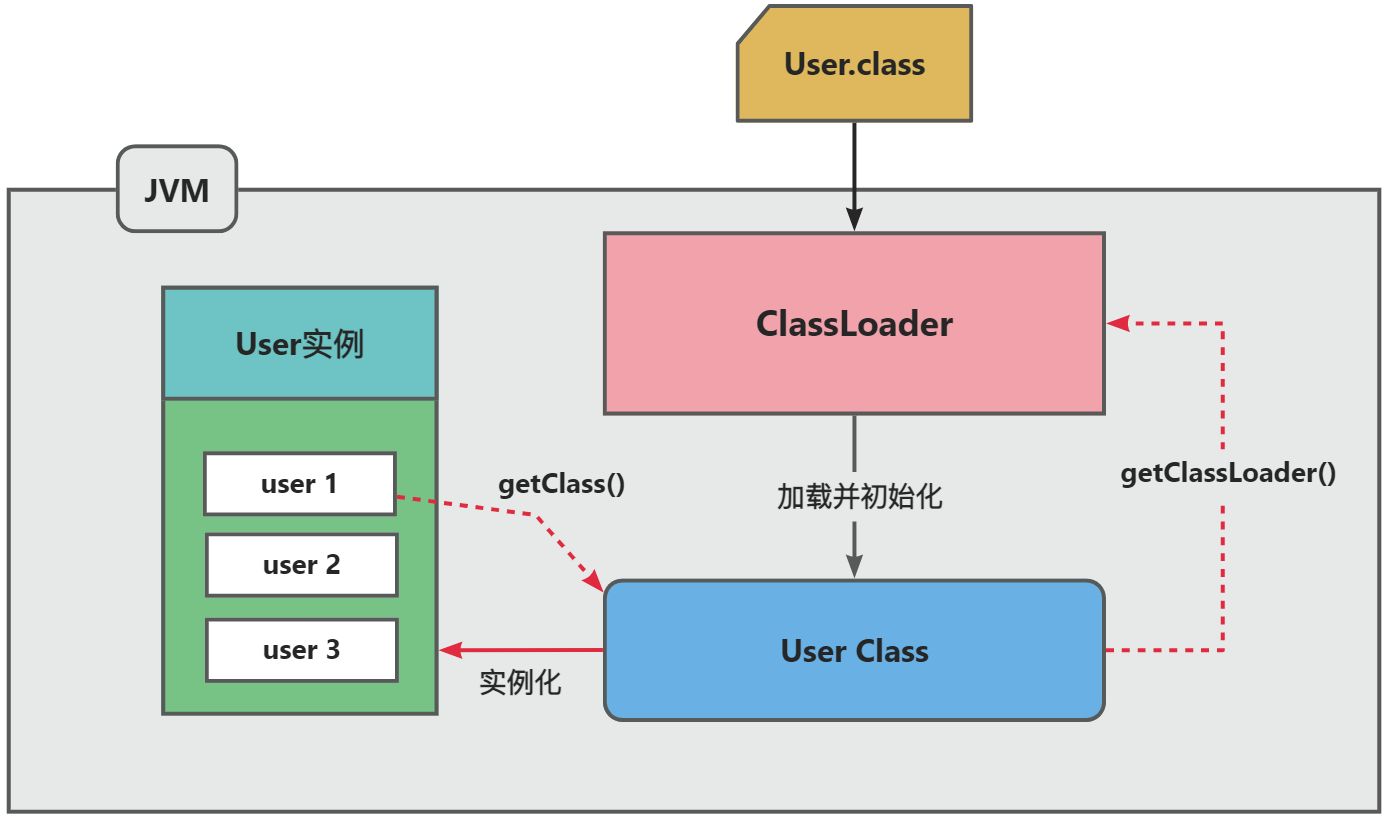 User.class
JVM
ClassLoader
User实例
user 1
getClass()
加载并初始化
getClassLoader()
user 2
user 3
实例化
User Class